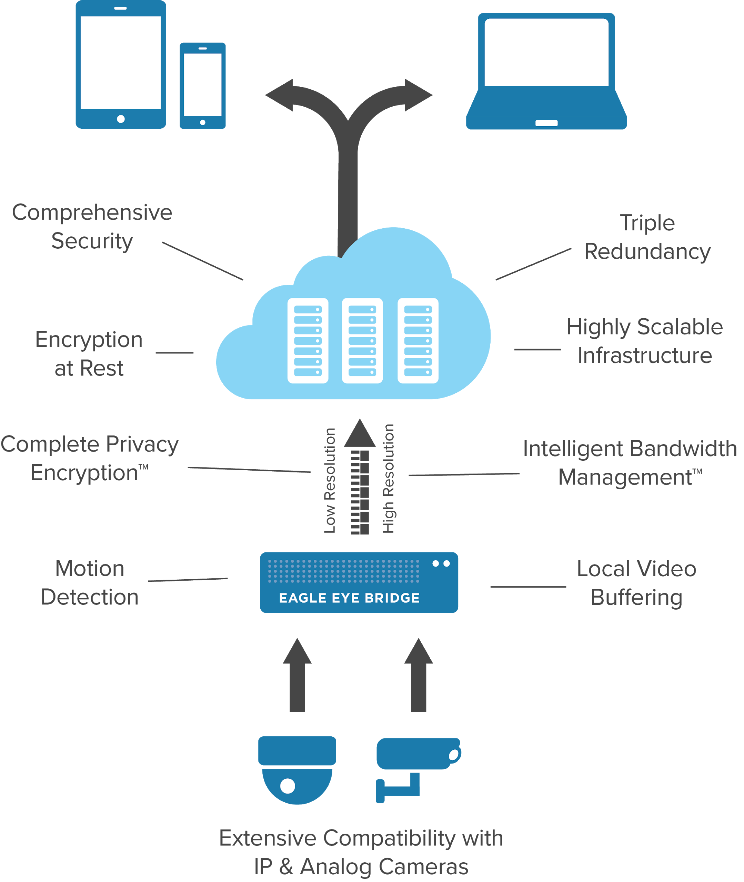 Comprehensive
Security
Triple
Redundancy
Encryption
at Rest
Highly Scalable
Infrastructure
Complete Privacy
Encryption™
Low Resolution
High Resolution
Intelligent Bandwidth
Management™
Motion
Detection
EAGLE EYE BRIDGE
Local Video
Buffering
Extensive Compatibility with
IP & Analog Cameras